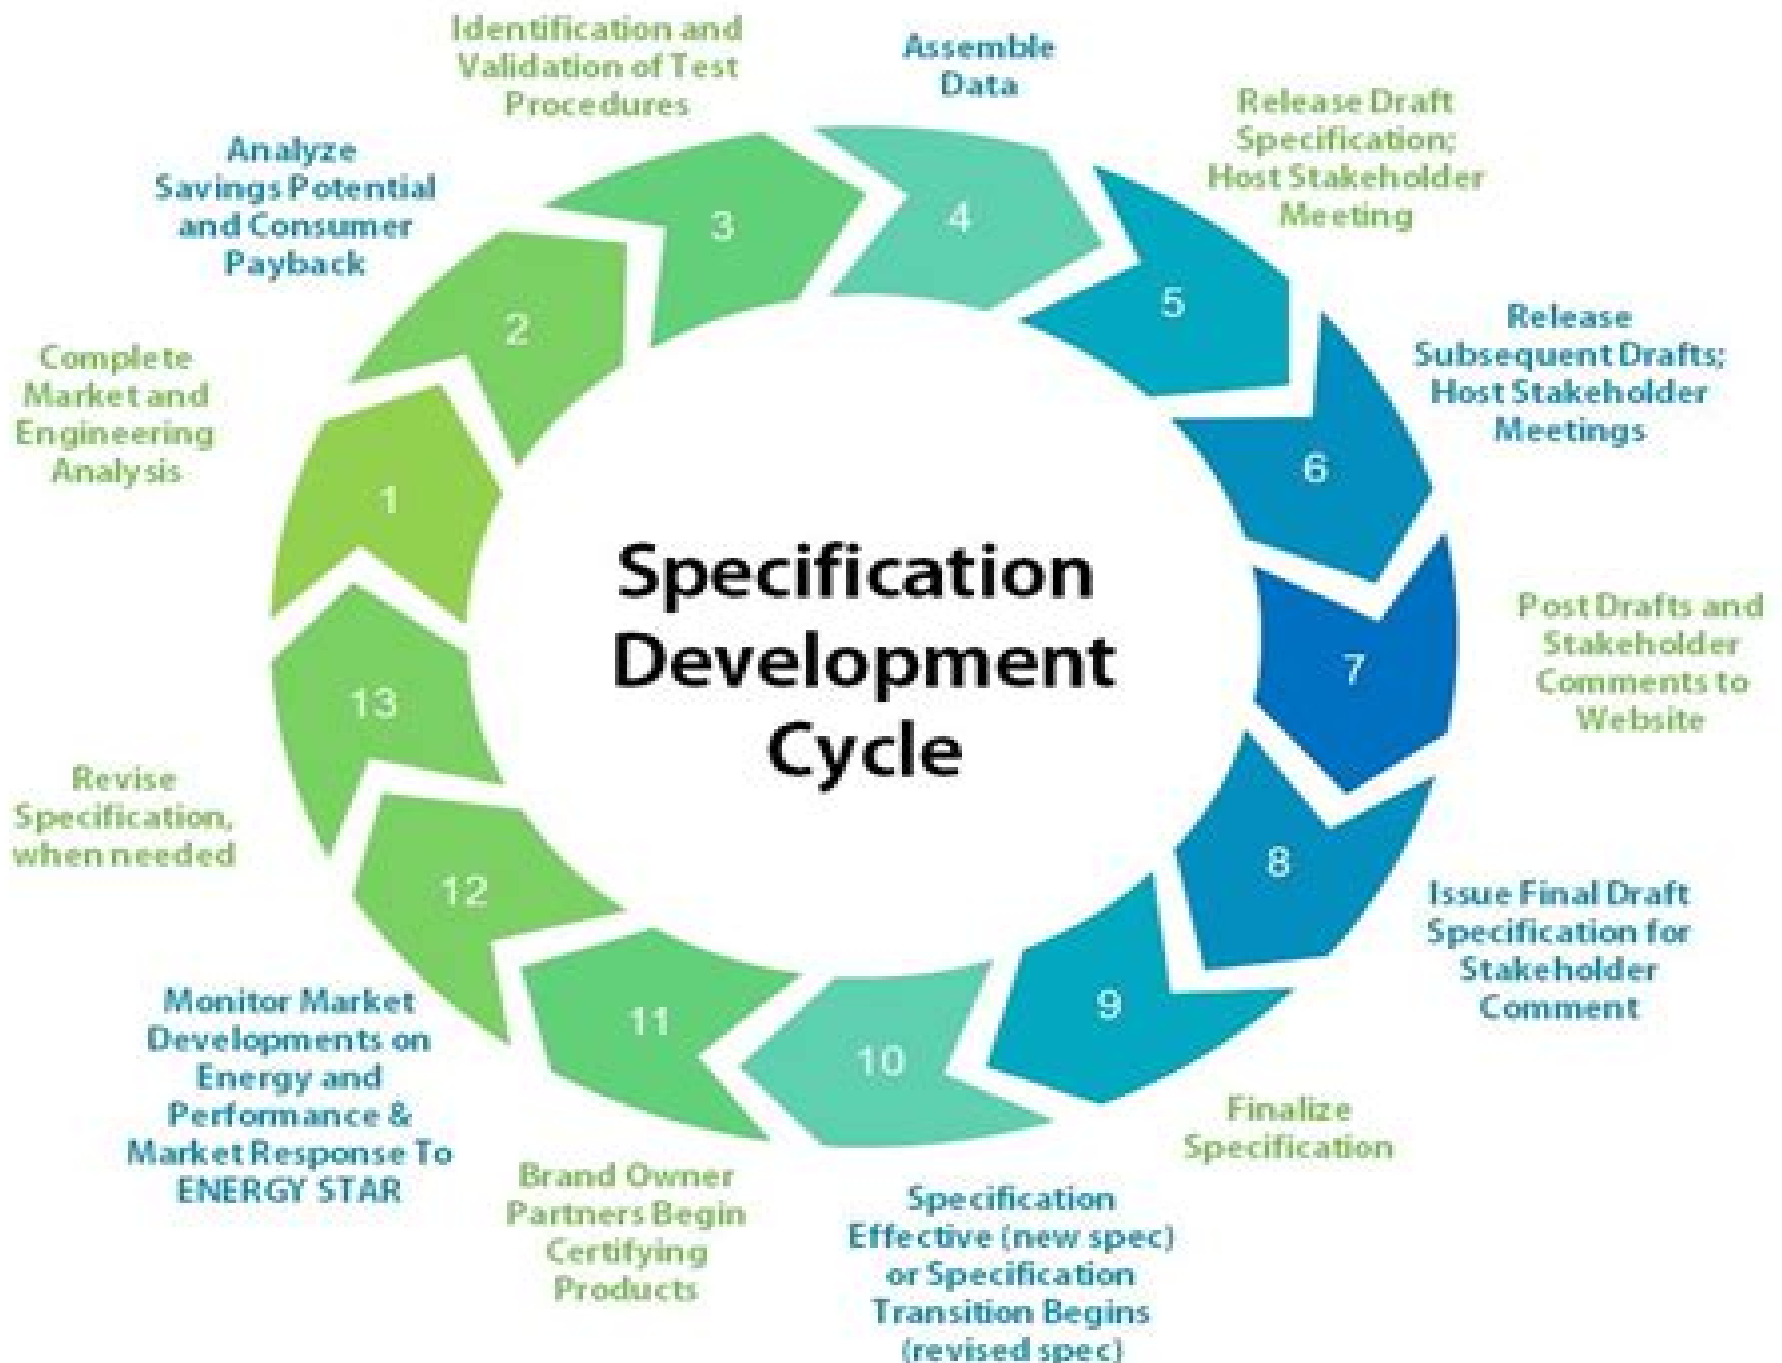 Identification and
Validation of Test
Procedures
Assemble
Data
Release Draft
Specification;
Host Stakeholder
Meeting
Analyze
Savings Potential
and Consumer
Payback
3
4
5
2
Release
Subsequent Drafts;
Host Stakeholder
Meetings
Complete
Market and
Engineering
Analysis
1
6
Specification
Development
Cycle
Post Drafts and
Stakeholder
Comments to
Website
7
13
Revise
Specification,
when needed
8
12
Issue Final Draft
Specification for
Stakeholder
Comment
Monitor Market
Developments on
Energy and
Performance &
Market Response To
ENERGY STAR
11
10
9
Finalize
Specification
Brand Owner
Partners Begin
Certifying
Products
Specification
Effective (new spec)
or Specification
Transition Begins
(revised spec)